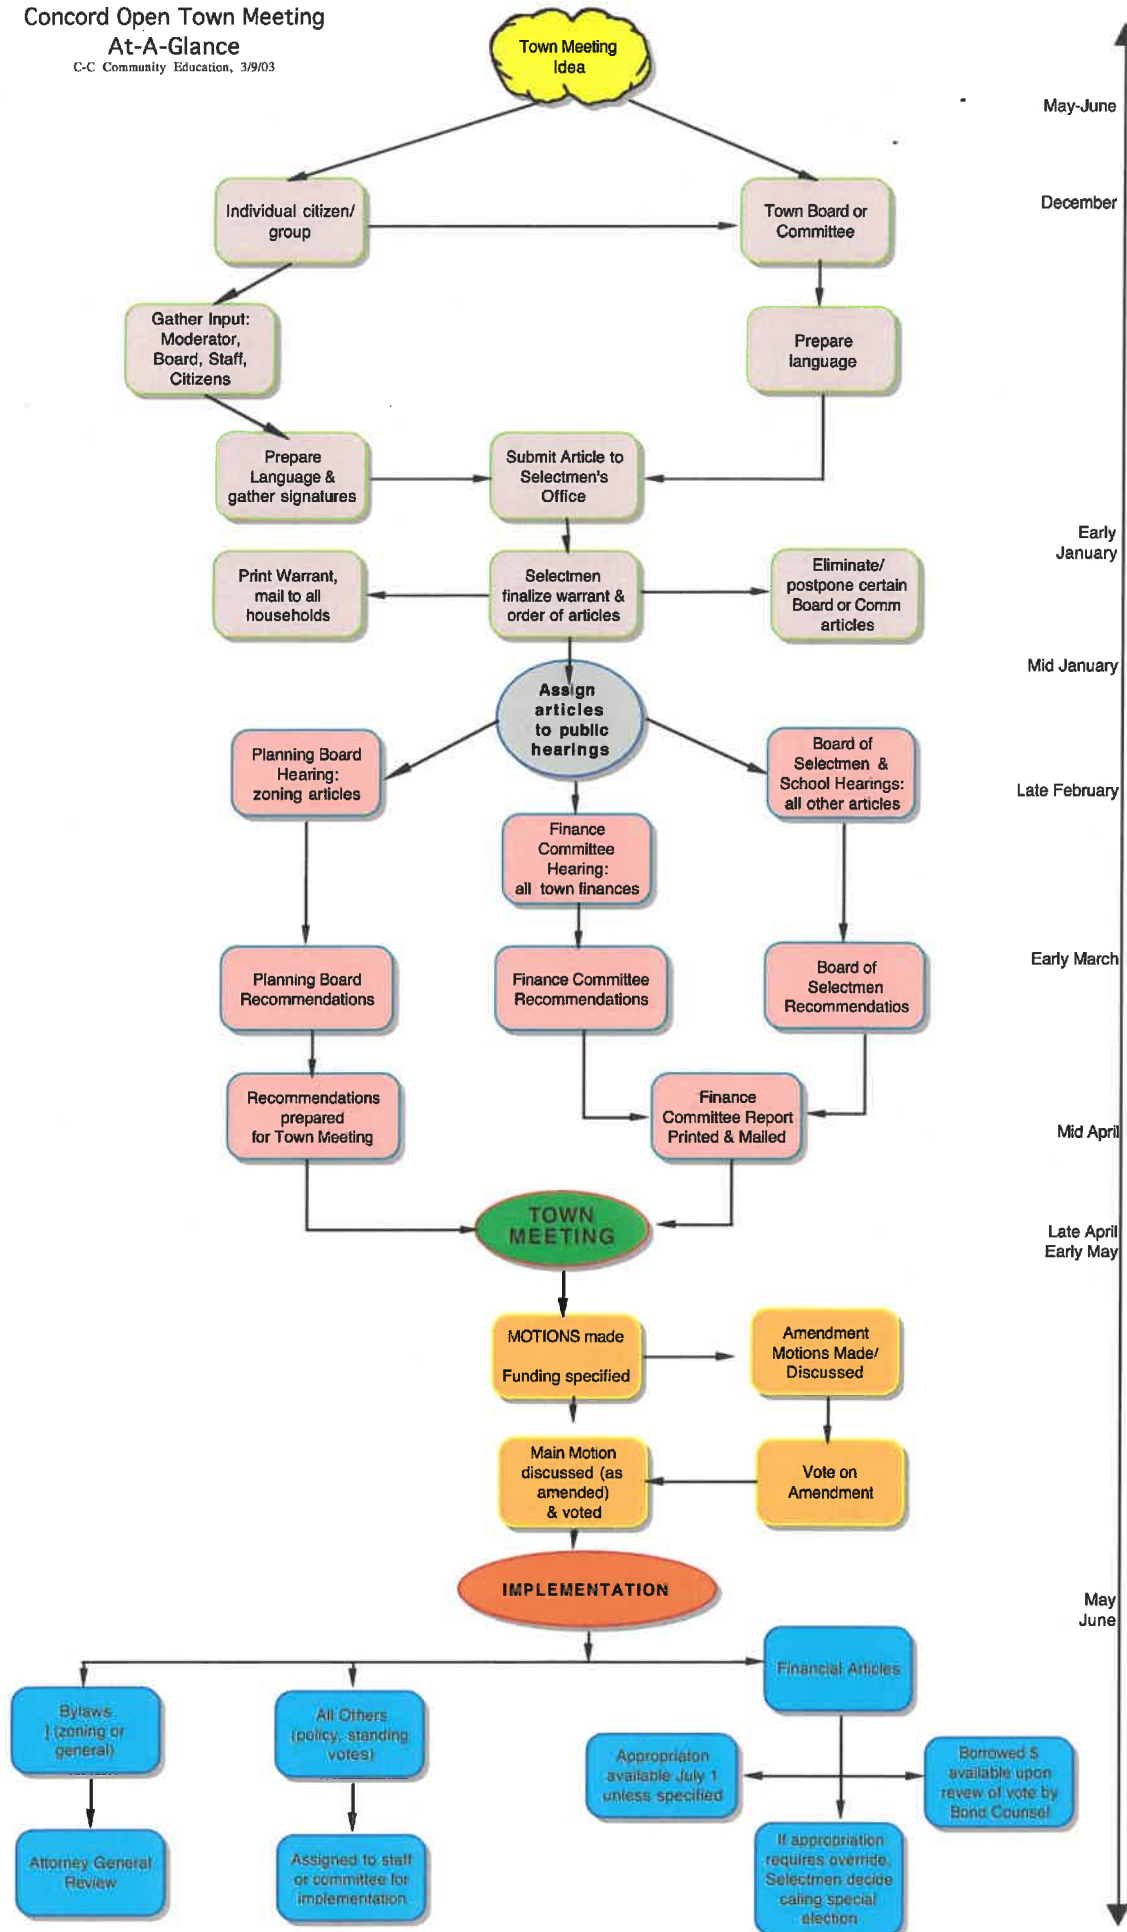 Concord Open Town Meeting
At-A-Glance
C-C Community Education, 3/9/03
Town Meeting
Idea
May-June
December
Individual citizen/
group
Town Board or
Committee
Gather Input:
Moderator,
Board, Staff,
Citizens
Prepare
language
Prepare
Language &
gather signatures
Submit Article to
Selectmen's
Office
Early
January
Print Warrant,
mail to all
households
Selectmen
finalize warrant &
order of articles
Eliminate/
postpone certain
Board or Comm
articles
Mid January
Assign
articles
to public
hearings
Planning Board
Hearing:
zoning articles
Board of
Selectmen &
School Hearings:
all other articles
Late February
Finance
Committee
Hearing:
all town finances
Early March
Planning Board
Recommendations
Finance Committee
Recommendations
Board of
Selectmen
Recommendatios
Recommendations
prepared
for Town Meeting
Finance
Committee Report
Printed & Mailed
Mid April
TOWN
MEETING
Late April
Early May
MOTIONS made
Funding specified
Amendment
Motions Made/
Discussed
Main Motion
discussed (as
amended)
& voted
Vote on
Amendment
IMPLEMENTATION
May
June
Bylaws
] (zoning or
general)
All Others
(policy, standing
votes)
Financial Articles
Appropriaton
available July 1
unless specified
Borrowed $
available upon
revew of vote by
Bond Counsel
Attorney General
Review
Assigned to staff
or committee for
implementation
If appropriation
requires override,
Selectmen decide
caling special
election